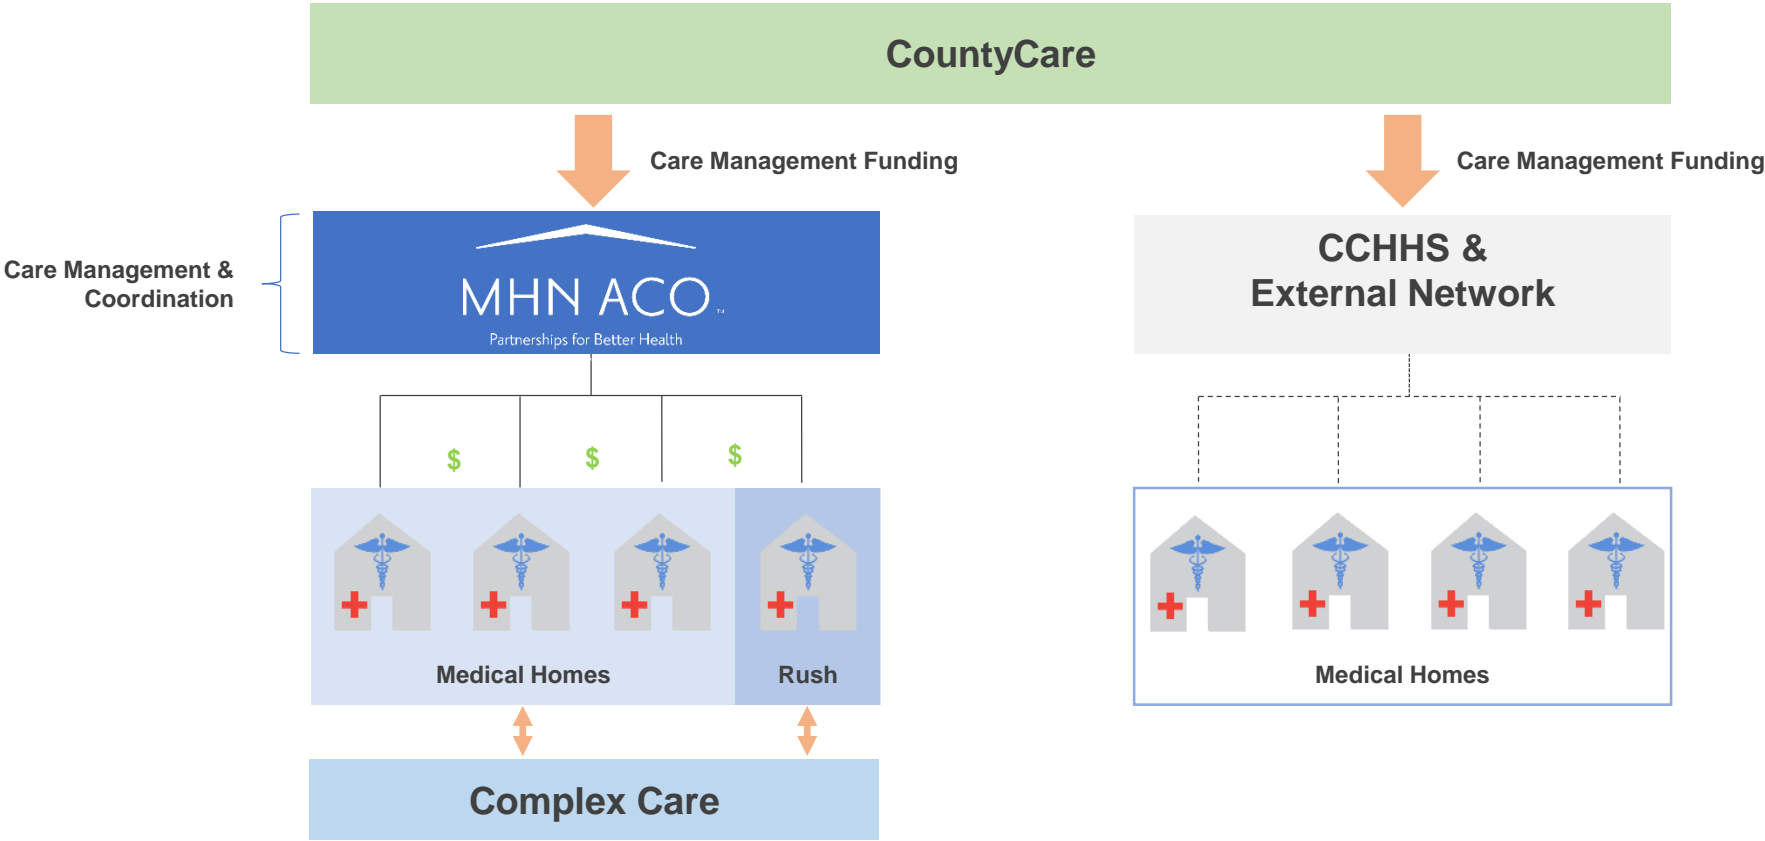 CountyCare
Care Management Funding
Care Management Funding
Care Management &
Coordination
MHN ACO™
Partnerships for Better Health
CCHHS &
External Network
$
$
$
Medical Homes
Rush
Medical Homes
Complex Care